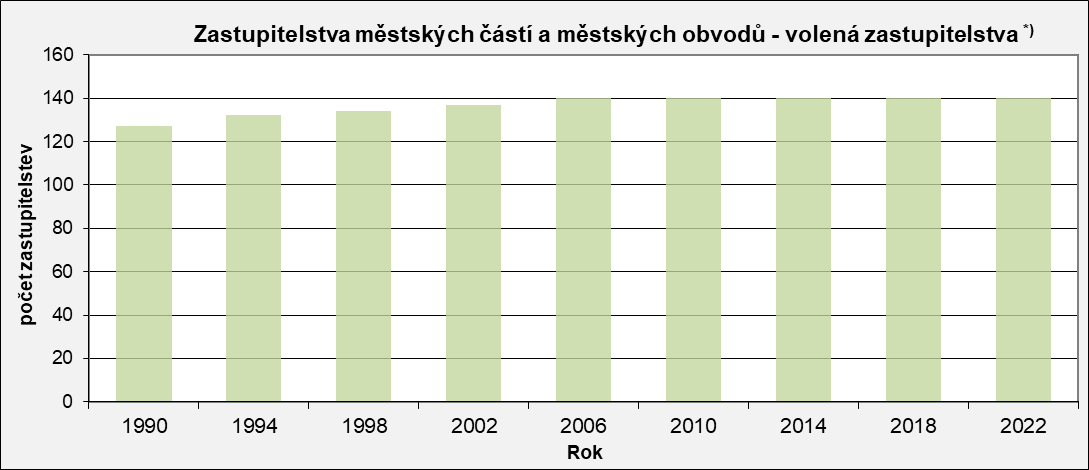 Zastupitelstva městských částí a městských obvodů - volená zastupitelstva *)
160
140
120
100
80
60
40
20
0
počet zastupitelstev
1990 1994 1998 2002 2006 2010 2014 2018 2022
Rok